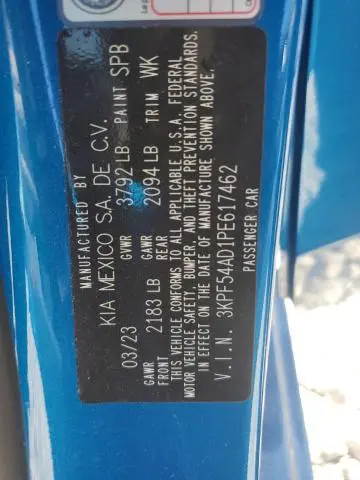 MANUFACTURED BY
KIA MEXICO S.A. DE C.V.
03/23 GVWR 3792 LB PAINT SPB
GAWR FRONT 2183 LB GAWR REAR 2094 LB TRIM WK
THIS VEHICLE CONFORMS TO ALL APPLICABLE U.S.A. FEDERAL
MOTOR VEHICLE SAFETY, BUMPER, AND THEFT PREVENTION STANDARDS
IN EFFECT ON THE DATE OF MANUFACTURE SHOWN ABOVE.
V.I.N. 3KPF54AD1PE617462
PASSENGER CAR